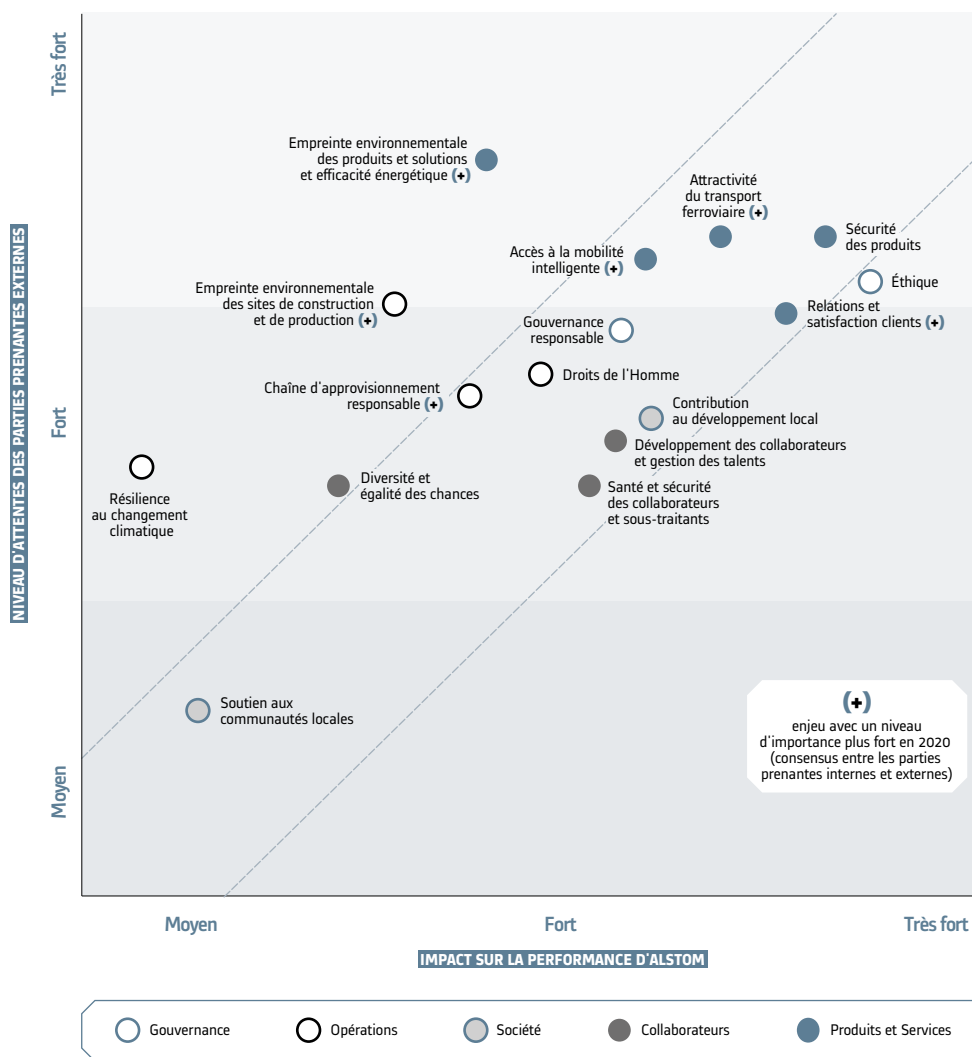 Très fort
Empreinte environnementale
des produits et solutions
et efficacité énergétique (+)
Attractivité
du transport
ferroviaire (+)
Sécurité
des produits
Accès à la mobilité
intelligente (+)
Éthique
Empreinte environnementale
des sites de construction
et de production (+)
Relations et
satisfaction clients (+)
Gouvernance
responsable
NIVEAU D'ATTENTES DES PARTIES PRENANTES EXTERNES
Fort
Droits de l'Homme
Chaîne d'approvisionnement
responsable (+)
Contribution
au développement local
Développement des collaborateurs
et gestion des talents
Diversité et
égalité des chances
Santé et sécurité
des collaborateurs
et sous-traitants
Résilience
au changement
climatique
Soutien aux
communautés locales
(+)
enjeu avec un niveau
d'importance plus fort en 2020
(consensus entre les parties
prenantes internes et externes)
Moyen
Moyen
Fort
Très fort
IMPACT SUR LA PERFORMANCE D'ALSTOM
Gouvernance
Opérations
Société
Collaborateurs
Produits et Services